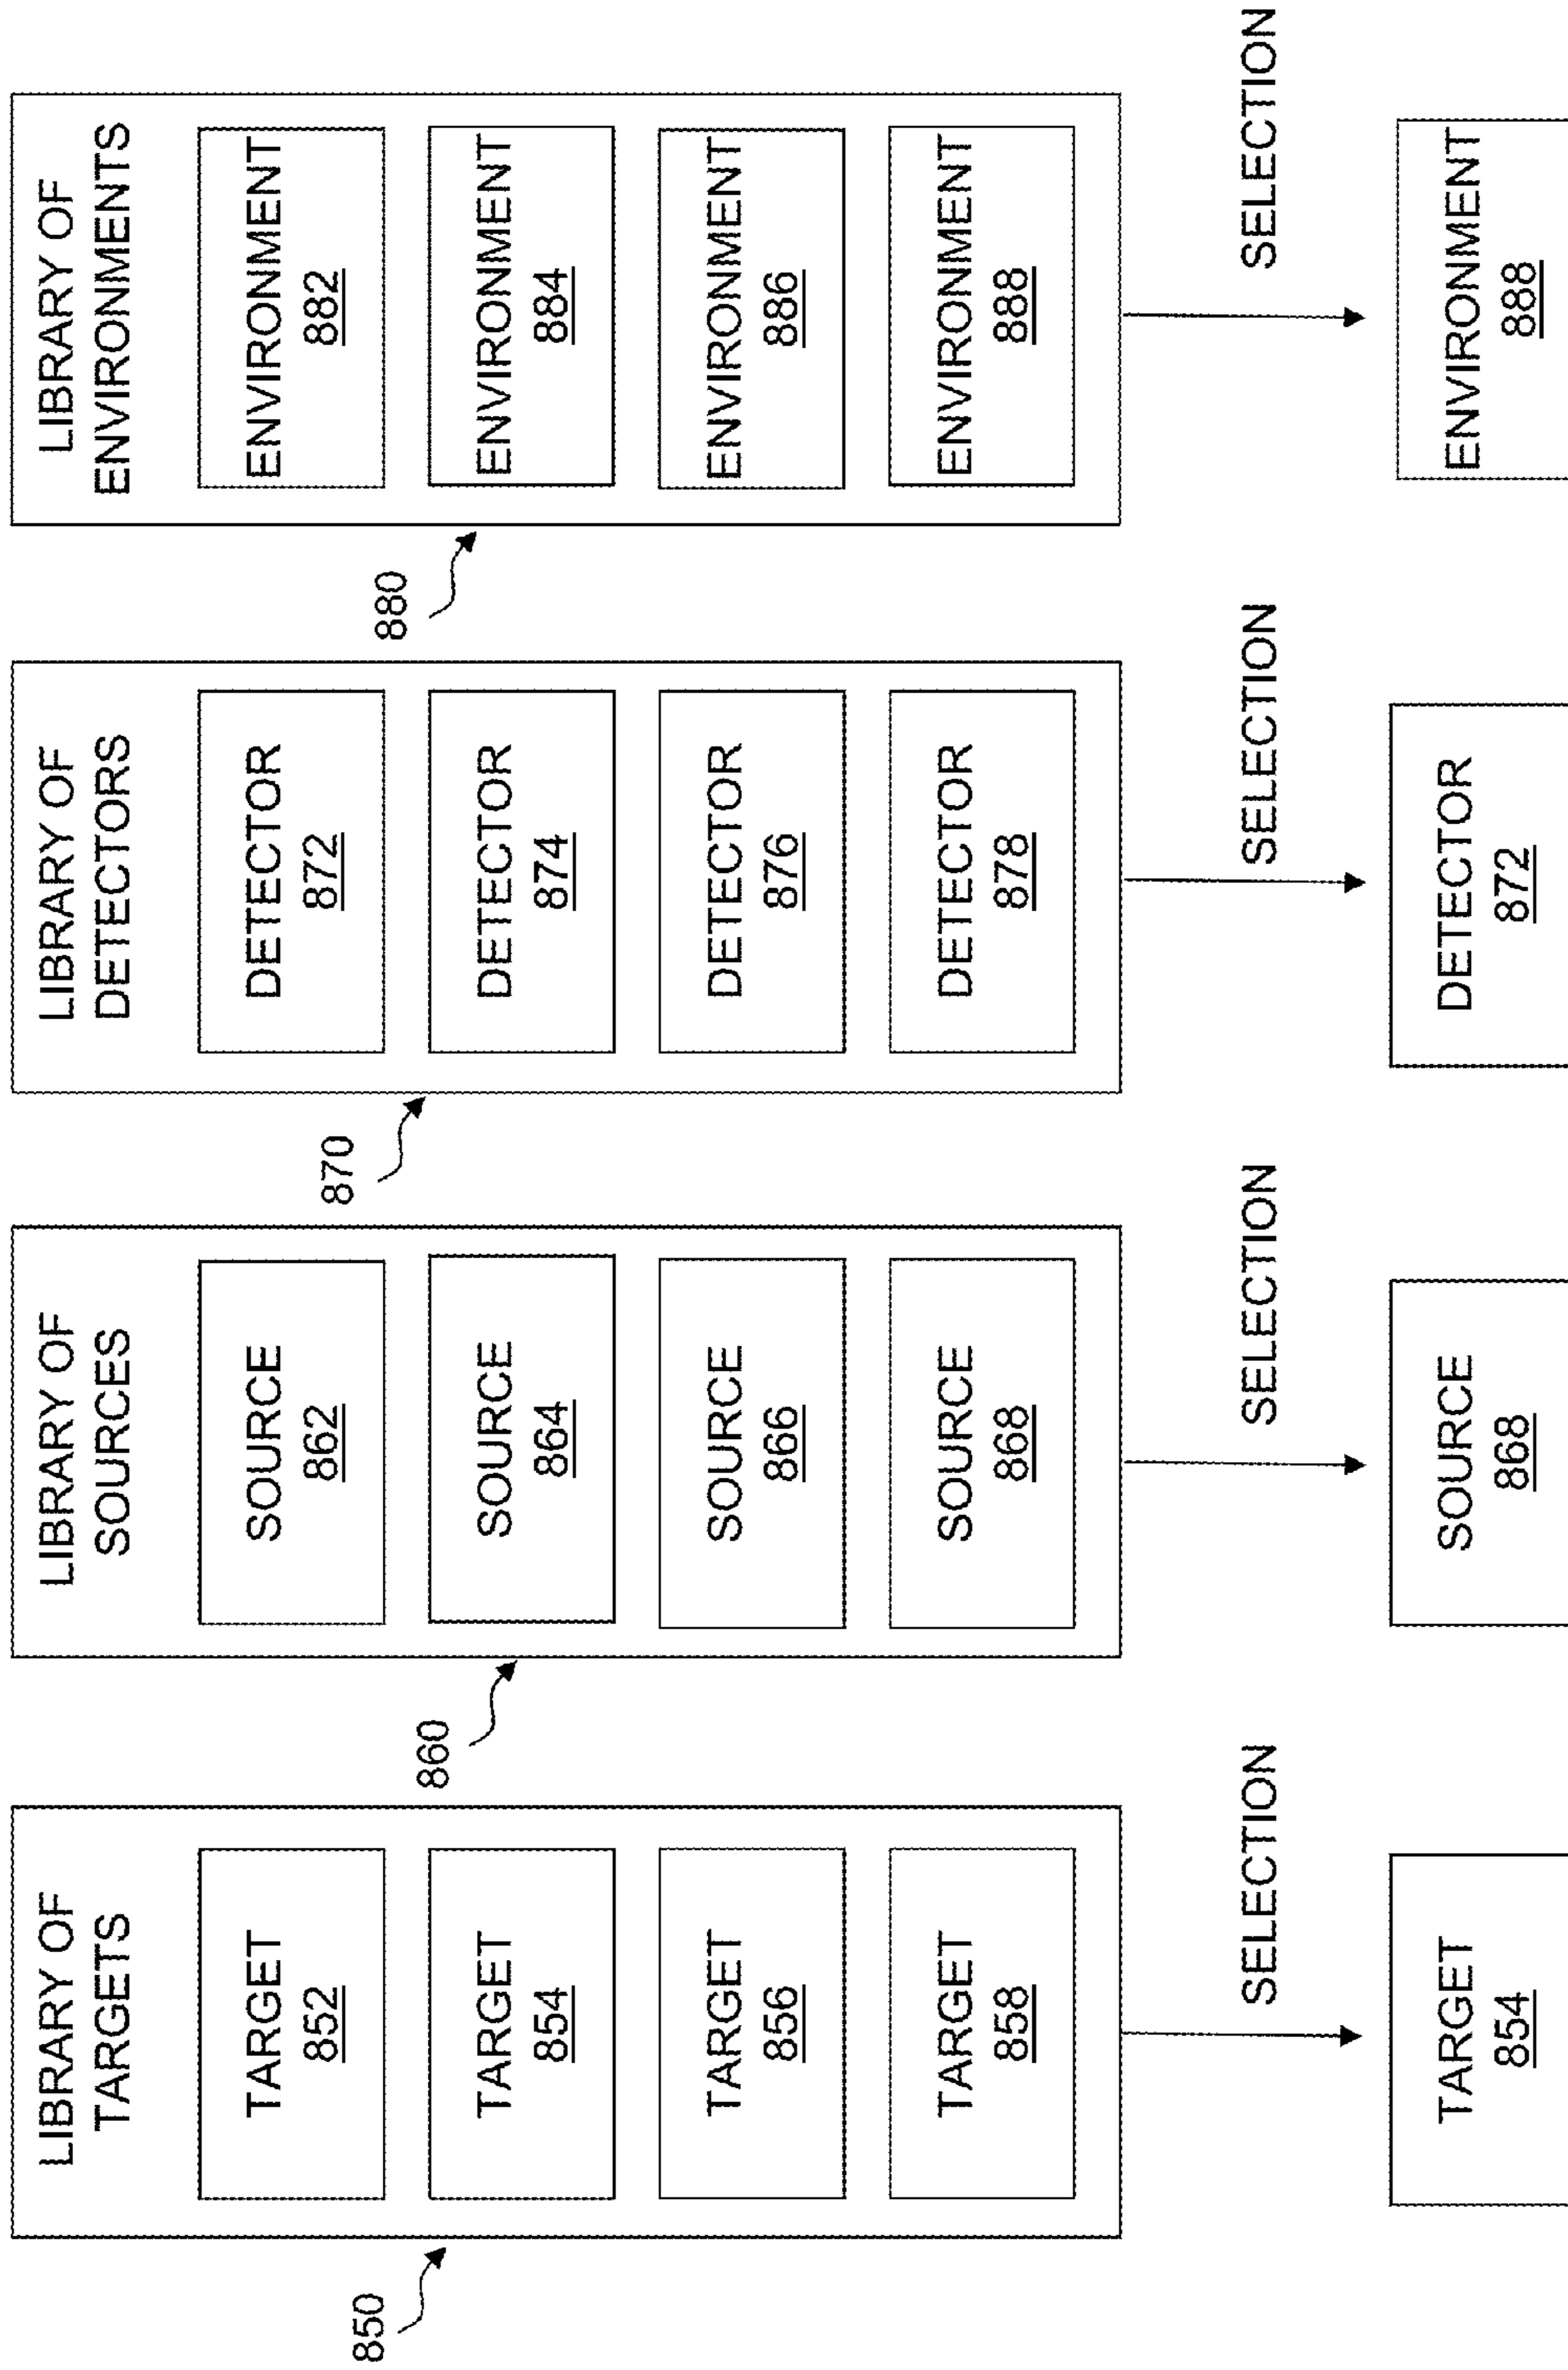 850
LIBRARY OF
TARGETS
TARGET
852
TARGET
854
TARGET
856
TARGET
858
SELECTION
TARGET
854
860
LIBRARY OF
SOURCES
SOURCE
862
SOURCE
864
SOURCE
866
SOURCE
868
SELECTION
SOURCE
868
870
LIBRARY OF
DETECTORS
DETECTOR
872
DETECTOR
874
DETECTOR
876
DETECTOR
878
SELECTION
DETECTOR
872
880
LIBRARY OF
ENVIRONMENTS
ENVIRONMENT
882
ENVIRONMENT
884
ENVIRONMENT
886
ENVIRONMENT
888
SELECTION
ENVIRONMENT
888